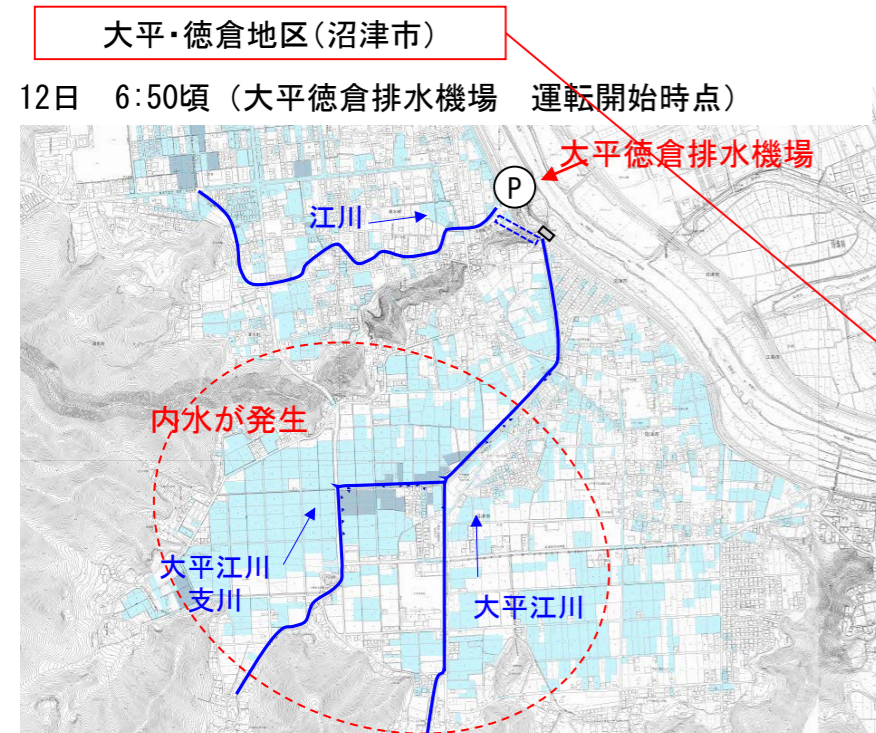 大平・徳倉地区(沼津市)
12日 6:50頃(大平徳倉排水機場 運転開始時点)
大平徳倉排水機場
P
江川
内水が発生
大平江川
支川
大平江川